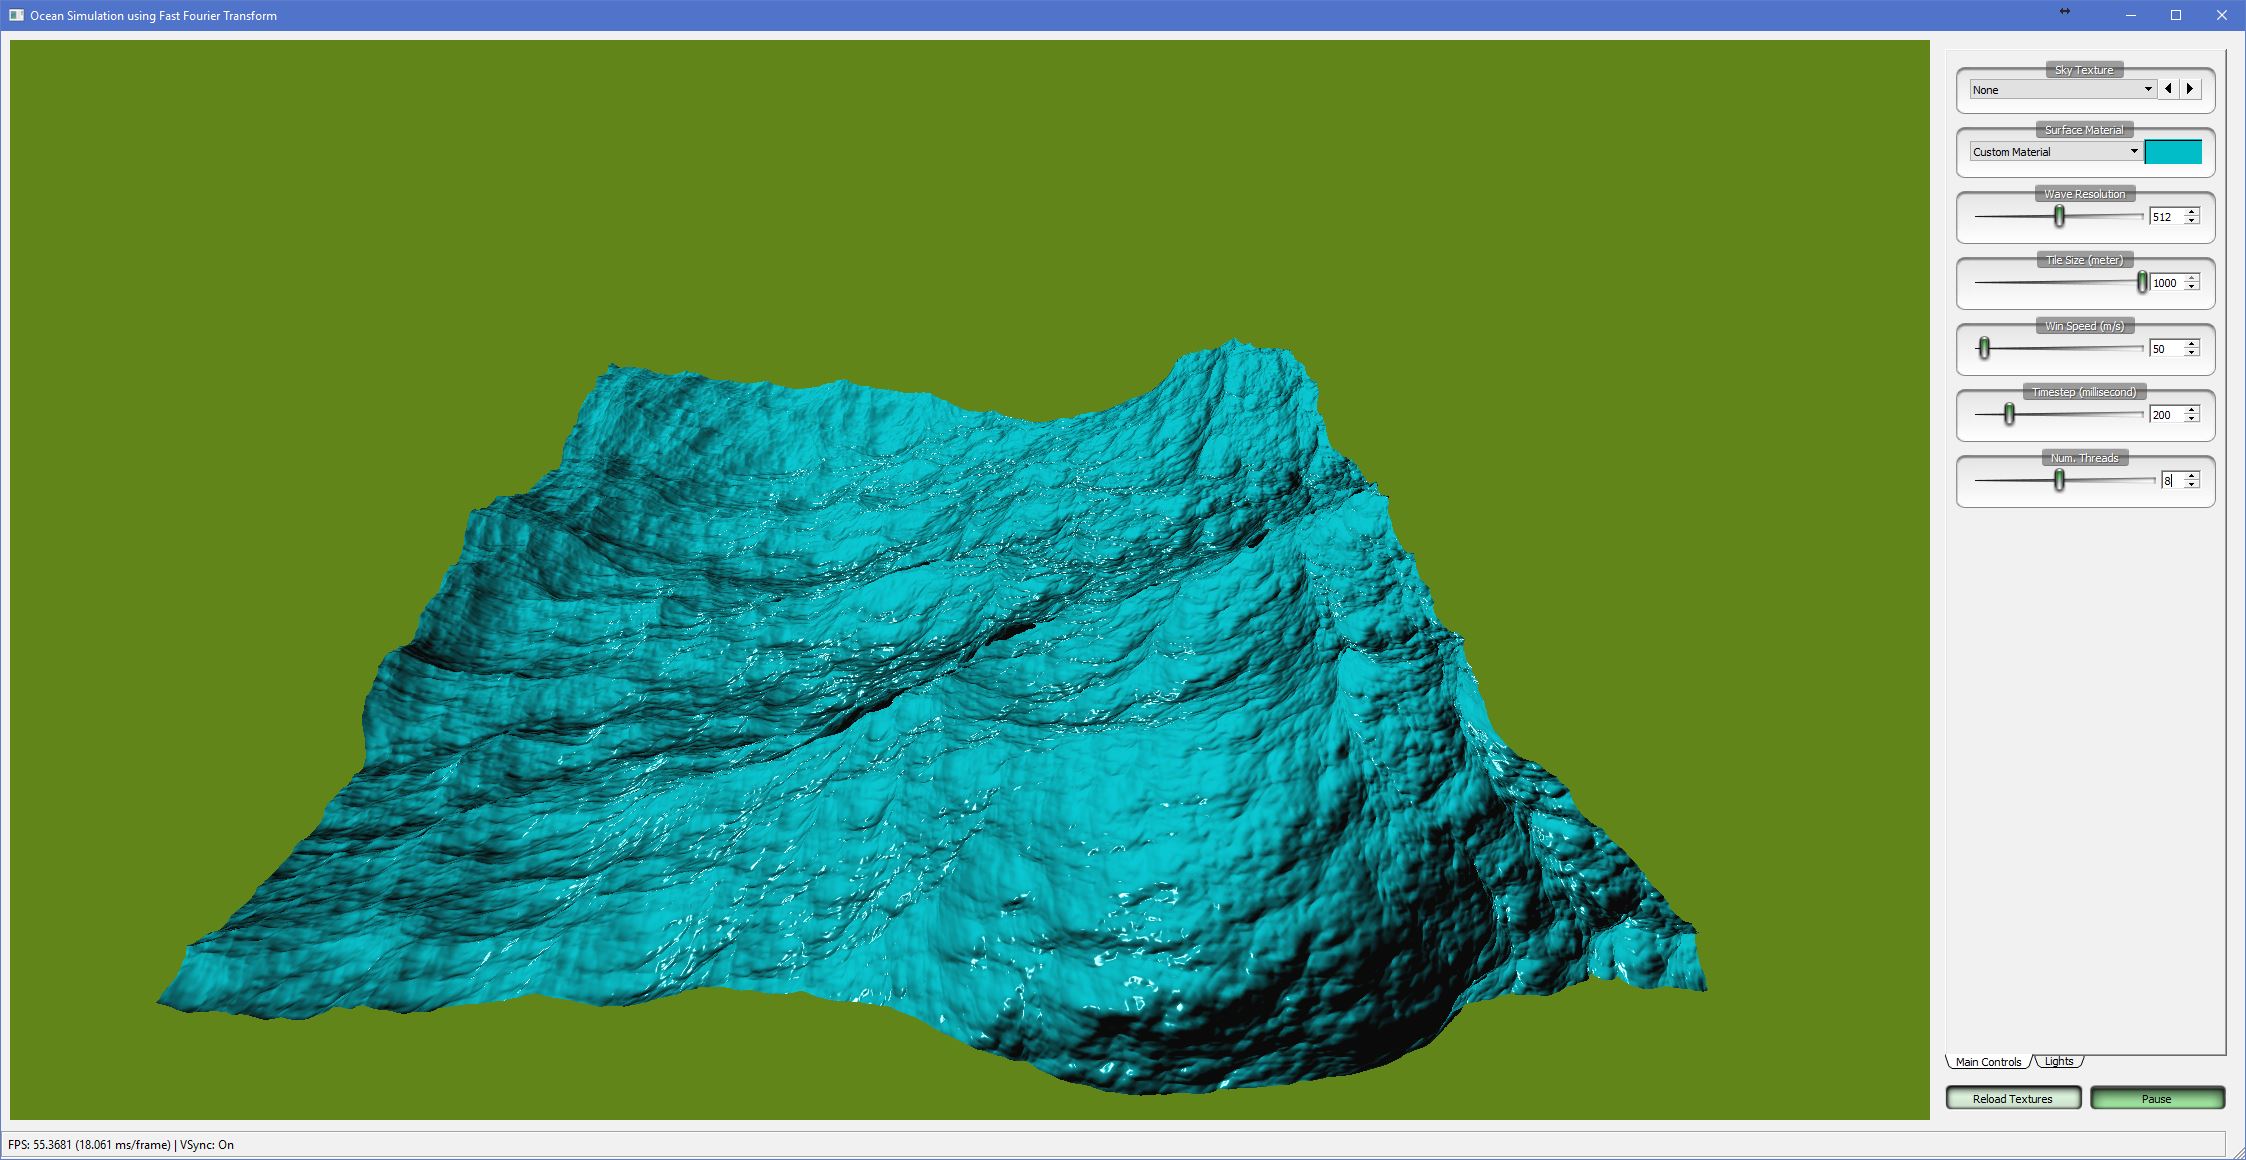 Ocean Simulation using Fast Fourier Transform
Sky Texture
None
Surface Material
Custom Material
Wave Resolution
512
Tile Size (meter)
1000
Win Speed (m/s)
50
Timestep (millisecond)
200
Num. Threads
8
Main Controls Lights
Reload Textures Pause
FPS: 55.3681 (18.061 ms/frame) | VSync: On